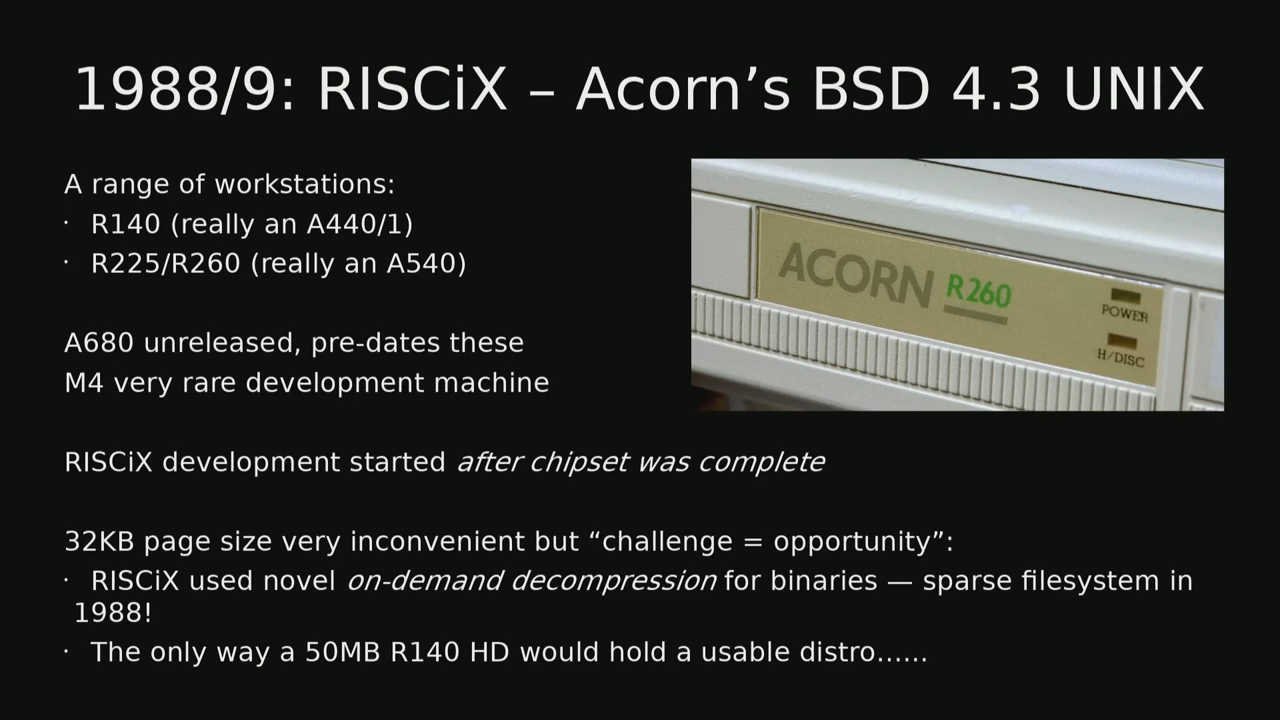 1988/9: RISCiX – Acorn’s BSD 4.3 UNIX
A range of workstations:
· R140 (really an A440/1)
· R225/R260 (really an A540)
A680 unreleased, pre-dates these
M4 very rare development machine
ACORN R260
POWER
H/DISC
RISCiX development started after chipset was complete
32KB page size very inconvenient but “challenge = opportunity”:
· RISCiX used novel on-demand decompression for binaries — sparse filesystem in
1988!
· The only way a 50MB R140 HD would hold a usable distro……